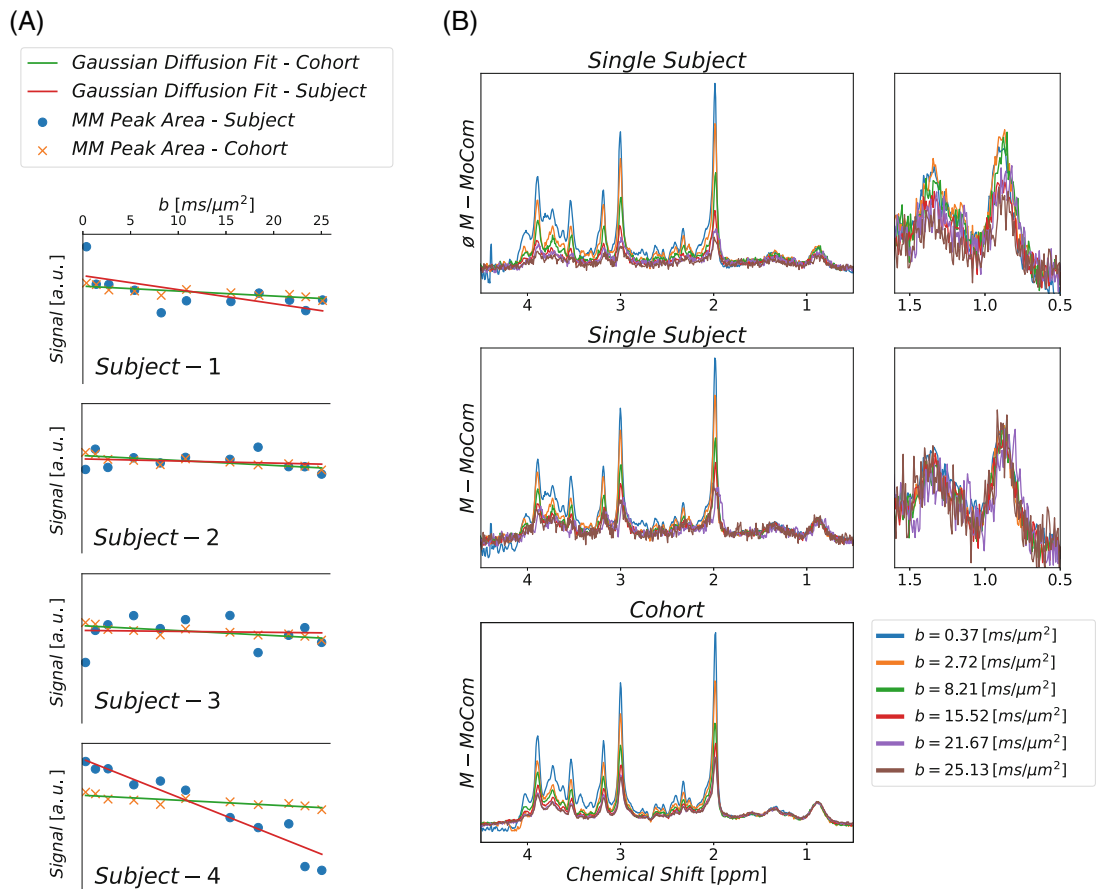 (A)
Gaussian Diffusion Fit - Cohort
Gaussian Diffusion Fit - Subject
MM Peak Area - Subject
MM Peak Area - Cohort
b [ms/μm²]
0 5 10 15 20 25
Signal [a.u.]
Subject − 1
Signal [a.u.]
Subject − 2
Signal [a.u.]
Subject − 3
Signal [a.u.]
Subject − 4
(B)
Single Subject
ø M − MoCom
4 3 2 1
1.5 1.0 0.5
Single Subject
M − MoCom
4 3 2 1
1.5 1.0 0.5
Cohort
M − MoCom
4 3 2 1
Chemical Shift [ppm]
b = 0.37 [ms/μm²]
b = 2.72 [ms/μm²]
b = 8.21 [ms/μm²]
b = 15.52 [ms/μm²]
b = 21.67 [ms/μm²]
b = 25.13 [ms/μm²]